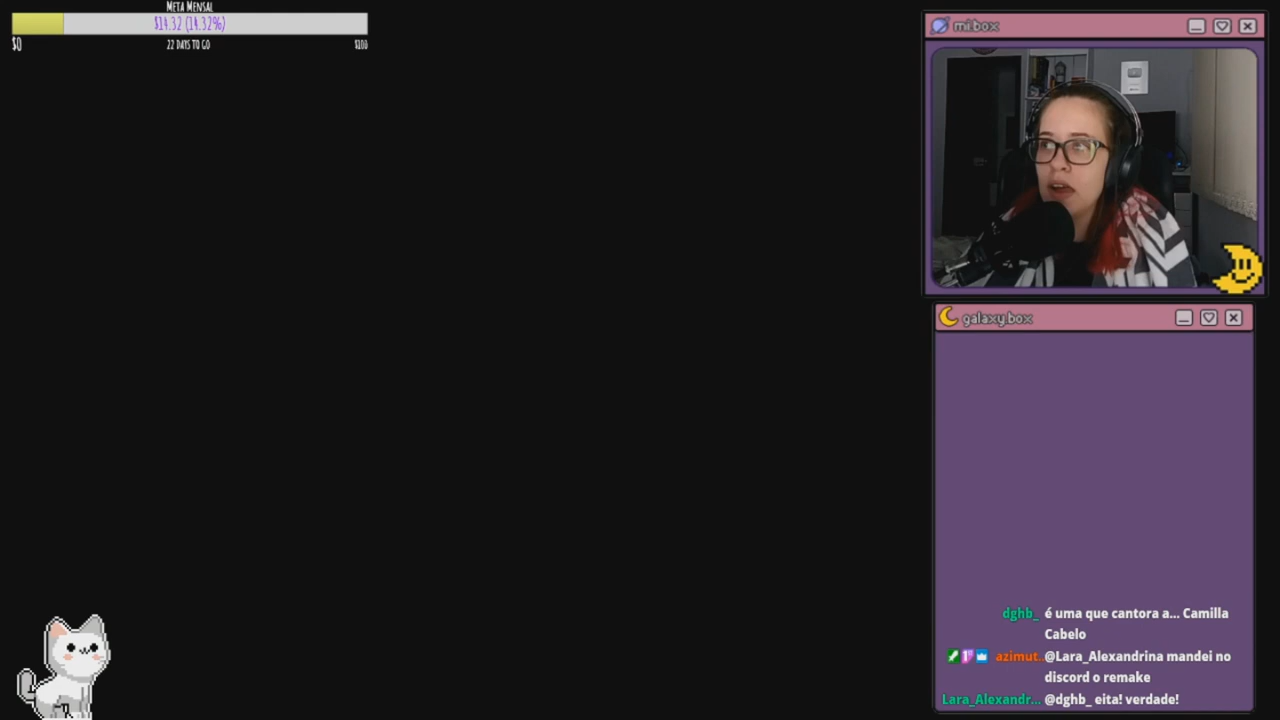 META MENSAL
$14.32 (14.32%)
$0 22 DAYS TO GO $100
mi.box
galaxy.box
dghb_ é uma que cantora a... Camilla
Cabelo
azimut.. @Lara_Alexandrina mandei no
discord o remake
Lara_Alexandr... @dghb_ eita! verdade!